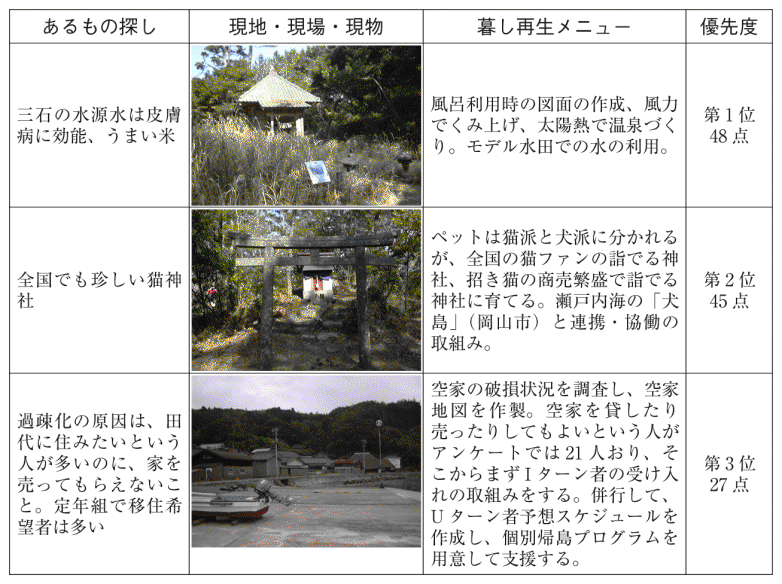 あるもの探し
現地・現場・現物
暮し再生メニュー
優先度
三石の水源水は皮膚
病に効能、うまい米
風呂利用時の図面の作成、風力
でくみ上げ、太陽熱で温泉づく
り。モデル水田での水の利用。
第1位
48点
全国でも珍しい猫神
社
ペットは猫派と犬派に分かれる
が、全国の猫ファンの詣でる神
社、招き猫の商売繁盛で詣でる
神社に育てる。瀬戸内海の「犬
島」（岡山市）と連携・協働の
取組み。
第2位
45点
過疎化の原因は、田
代に住みたいという
人が多いのに、家を
売ってもらえないこ
と。定年組で移住希
望者は多い
空家の破損状況を調査し、空家
地図を作製。空家を貸したり
売ったりしてもよいという人が
アンケートでは21人おり、そ
こからまずIターン者の受け入
れの取組みをする。併行して、
Uターン者予想スケジュールを
作成し、個別帰島プログラムを
用意して支援する。
第3位
27点